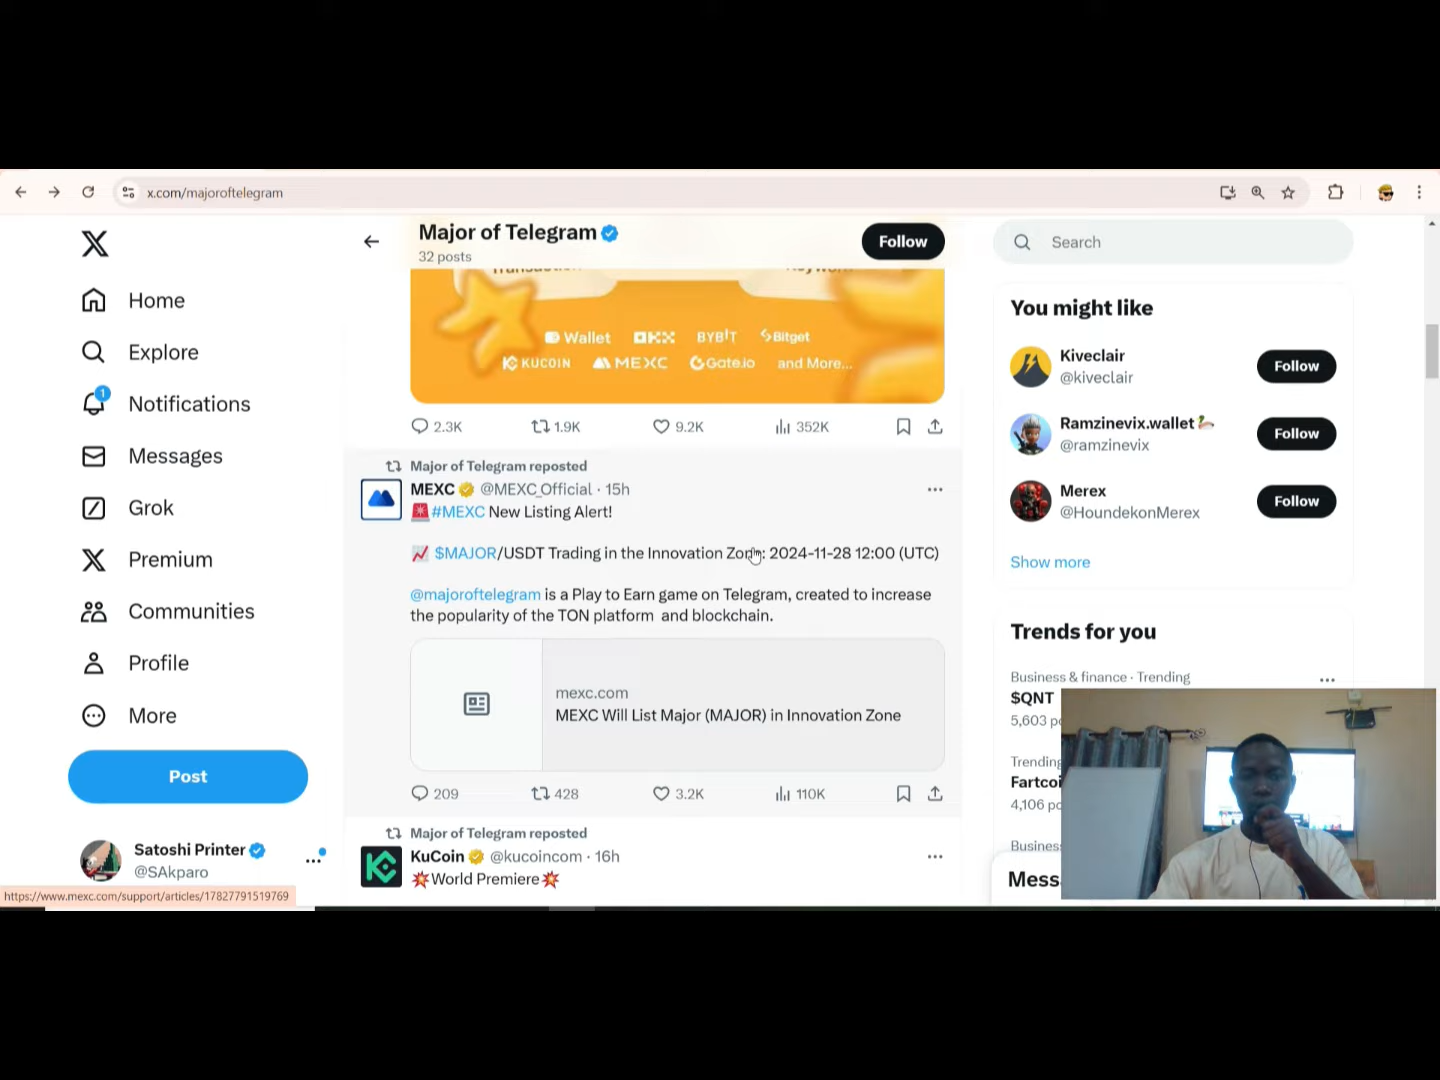 x.com/majoroftelegram
Major of Telegram
32 posts
Follow
Search
Home
Explore
1
Notifications
Messages
Grok
Premium
Communities
Profile
More
Post
Satoshi Printer
@SAkparo
https://www.mexc.com/support/articles/17827791519769
Wallet OKX BYBIT Bitget
KUCOIN MEXC Gate.io and More...
2.3K 1.9K 9.2K 352K
Major of Telegram reposted
MEXC @MEXC_Official · 15h
#MEXC New Listing Alert!
$MAJOR/USDT Trading in the Innovation Zone: 2024-11-28 12:00 (UTC)
@majoroftelegram is a Play to Earn game on Telegram, created to increase
the popularity of the TON platform and blockchain.
mexc.com
MEXC Will List Major (MAJOR) in Innovation Zone
209 428 3.2K 110K
Major of Telegram reposted
KuCoin @kucoincom · 16h
World Premiere
You might like
Kiveclair
@kiveclair
Follow
Ramzinevix.wallet
@ramzinevix
Follow
Merex
@HoundekonMerex
Follow
Show more
Trends for you
Business & finance · Trending
$QNT
5,603
Trending
4,106